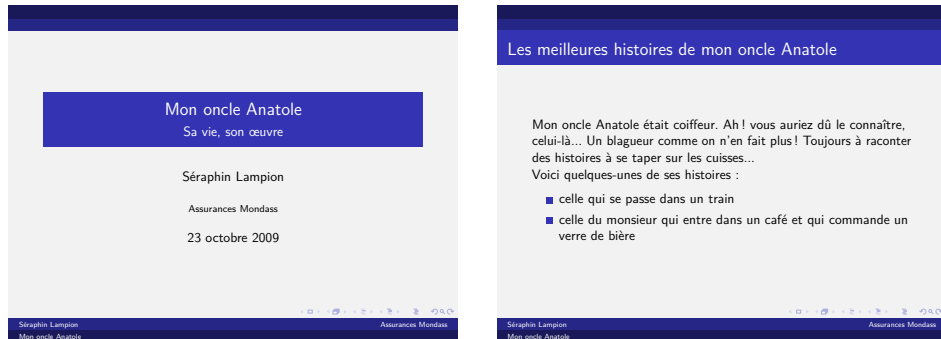 Mon oncle Anatole
Sa vie, son œuvre
Séraphin Lampion
Assurances Mondass
23 octobre 2009
Séraphin Lampion
Assurances Mondass
Mon oncle Anatole
Les meilleures histoires de mon oncle Anatole
Mon oncle Anatole était coiffeur. Ah ! vous auriez dû le connaître,
celui-là... Un blagueur comme on n'en fait plus ! Toujours à raconter
des histoires à se taper sur les cuisses...
Voici quelques-unes de ses histoires :
celle qui se passe dans un train
celle du monsieur qui entre dans un café et qui commande un
verre de bière
Séraphin Lampion
Assurances Mondass
Mon oncle Anatole